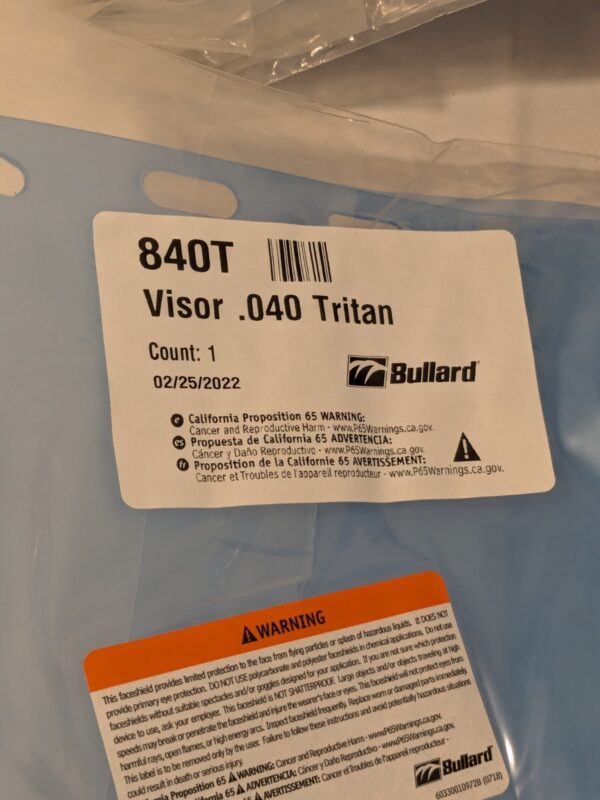 840T
Visor .040 Tritan
Count: 1
02/25/2022
Bullard
e California Proposition 65 WARNING:
Cancer and Reproductive Harm - www.P65Warnings.ca.gov.
es Propuesta de California 65 ADVERTENCIA:
Cáncer y Daño Reproductivo - www.P65Warnings.ca.gov.
fr Proposition de la Californie 65 AVERTISSEMENT:
Cancer et Troubles de l'appareil reproducteur - www.P65Warnings.ca.gov.
WARNING
This faceshield provides limited protection to the face from flying particles or splash of hazardous liquids. It DOES NOT
provide primary eye protection. DO NOT USE polycarbonate and polyester faceshields in chemical applications. Do not use
faceshields without suitable spectacles and/or goggles designed for your application. If you are not sure which protection
device to use, ask your employer. This faceshield is NOT SHATTERPROOF. Large objects and/or objects traveling at high
speeds may break or penetrate the faceshield and injure the wearer's face or eyes. This faceshield will not protect eyes from
harmful rays, open flames, or high energy arcs. Inspect faceshield frequently. Replace worn or damaged parts immediately.
This label is to be removed only by the user. Failure to follow these instructions and avoid potentially hazardous situations
could result in death or serious injury.
Proposition 65 WARNING: Cancer and Reproductive Harm - www.P65Warnings.ca.gov.
65 ADVERTENCIA: Cáncer y Daño Reproductivo - www.P65Warnings.ca.gov.
65 AVERTISSEMENT: Cancer et Troubles de l'appareil reproducteur -
Bullard
6033001097728 (0718)